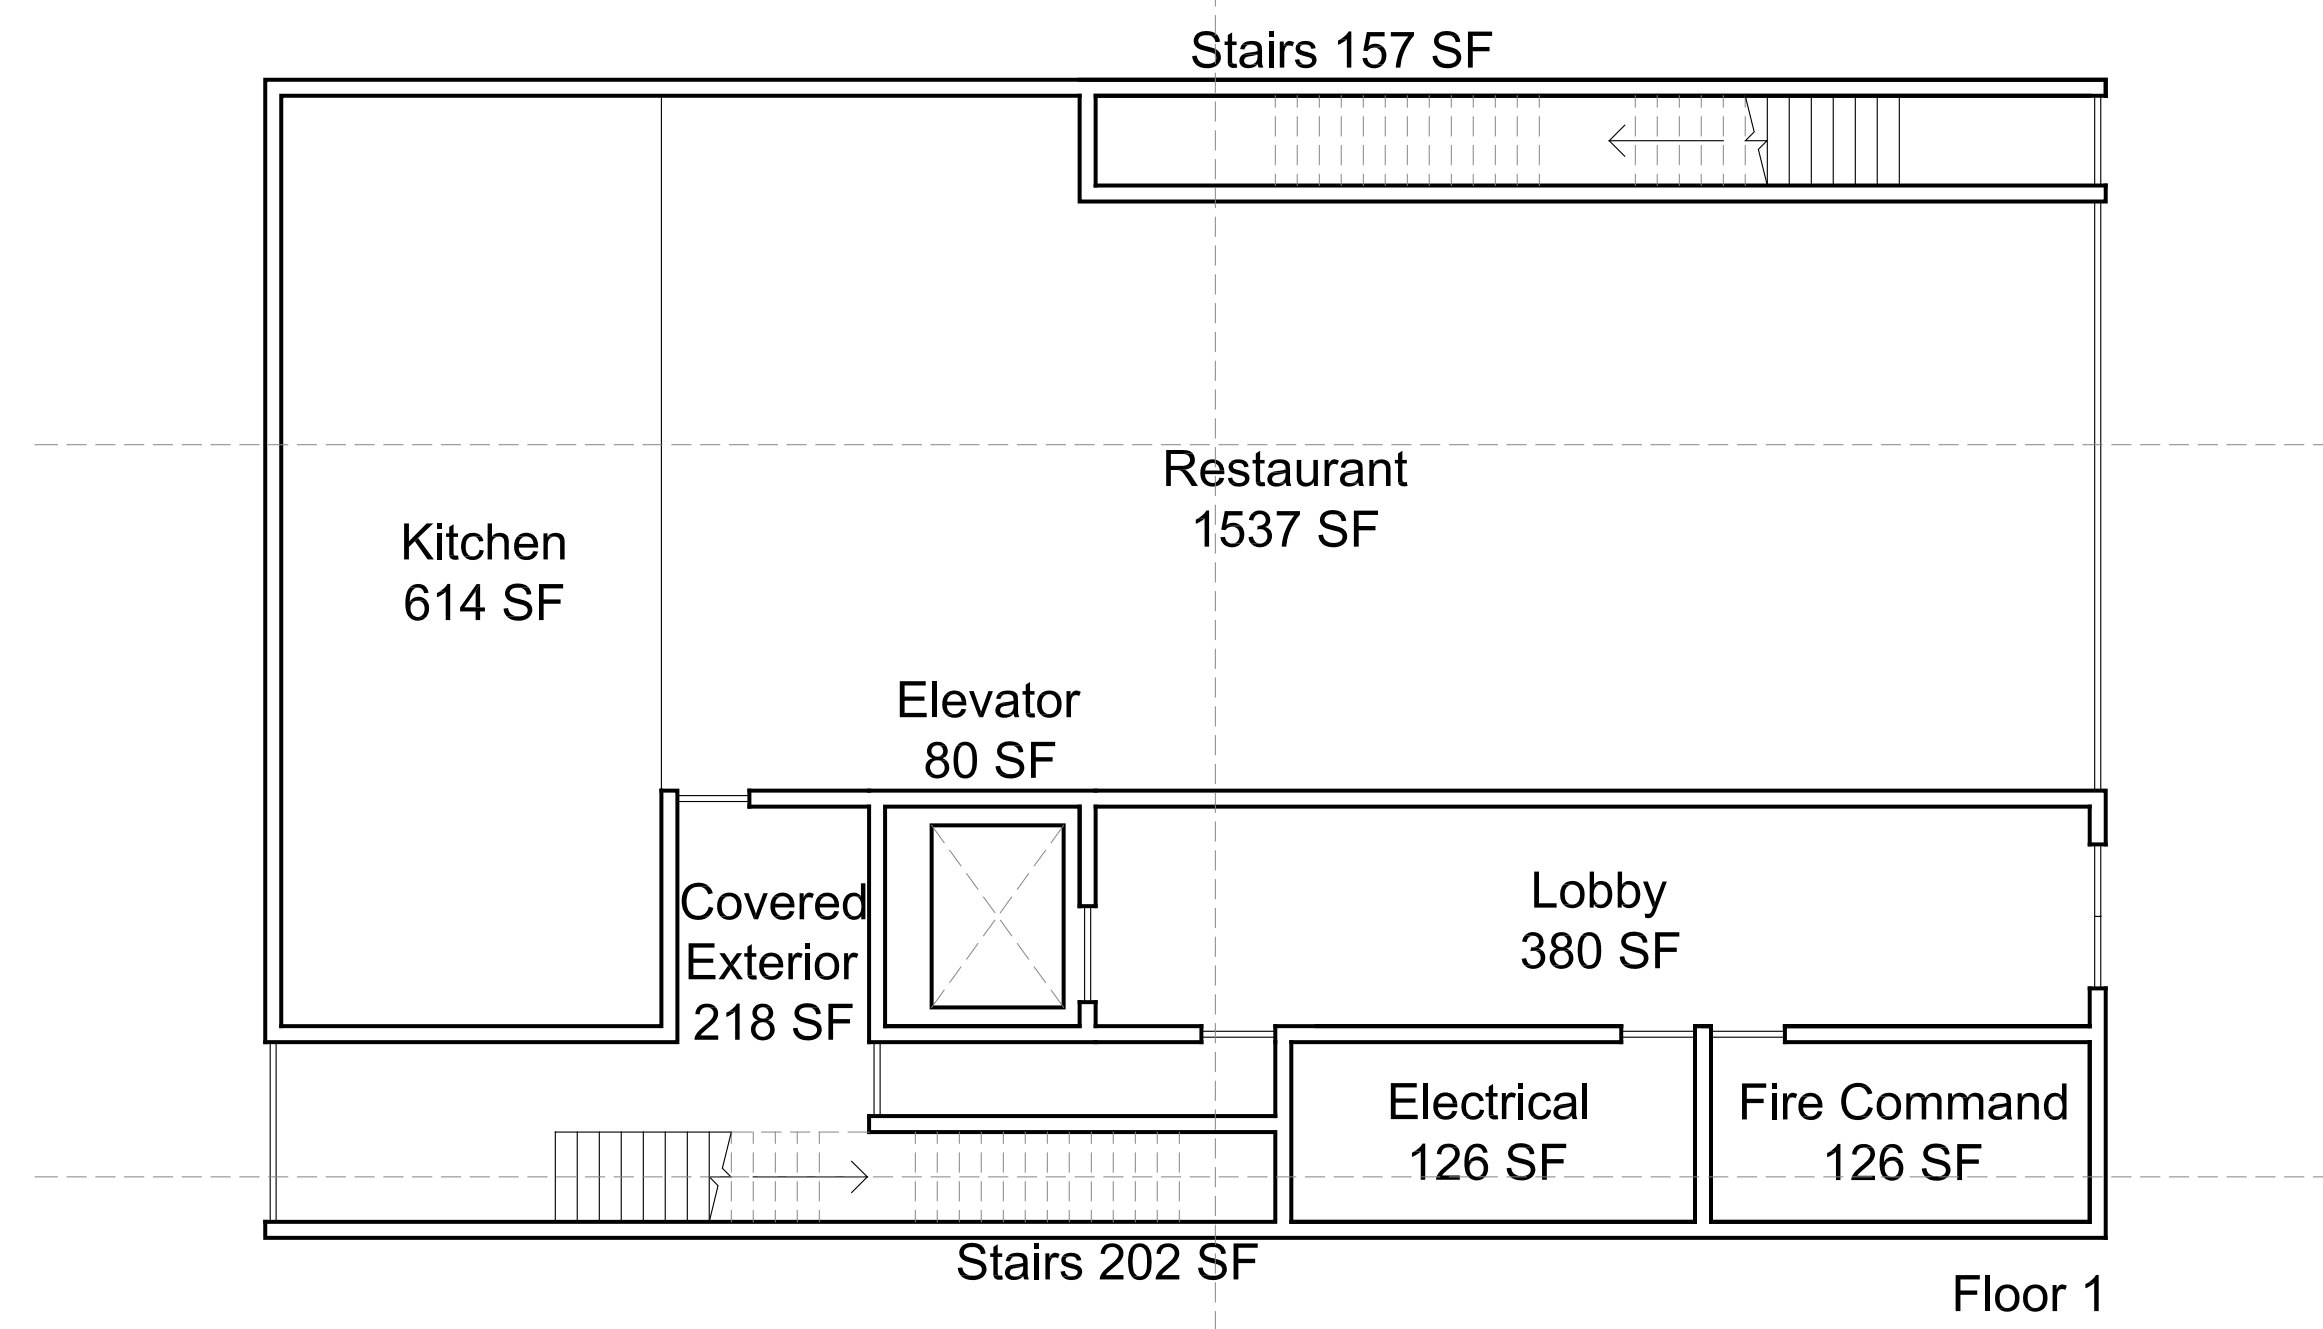 Stairs 157 SF
Restaurant
1537 SF
Kitchen
614 SF
Elevator
80 SF
Covered
Exterior
218 SF
Lobby
380 SF
Electrical
126 SF
Fire Command
126 SF
Stairs 202 SF
Floor 1